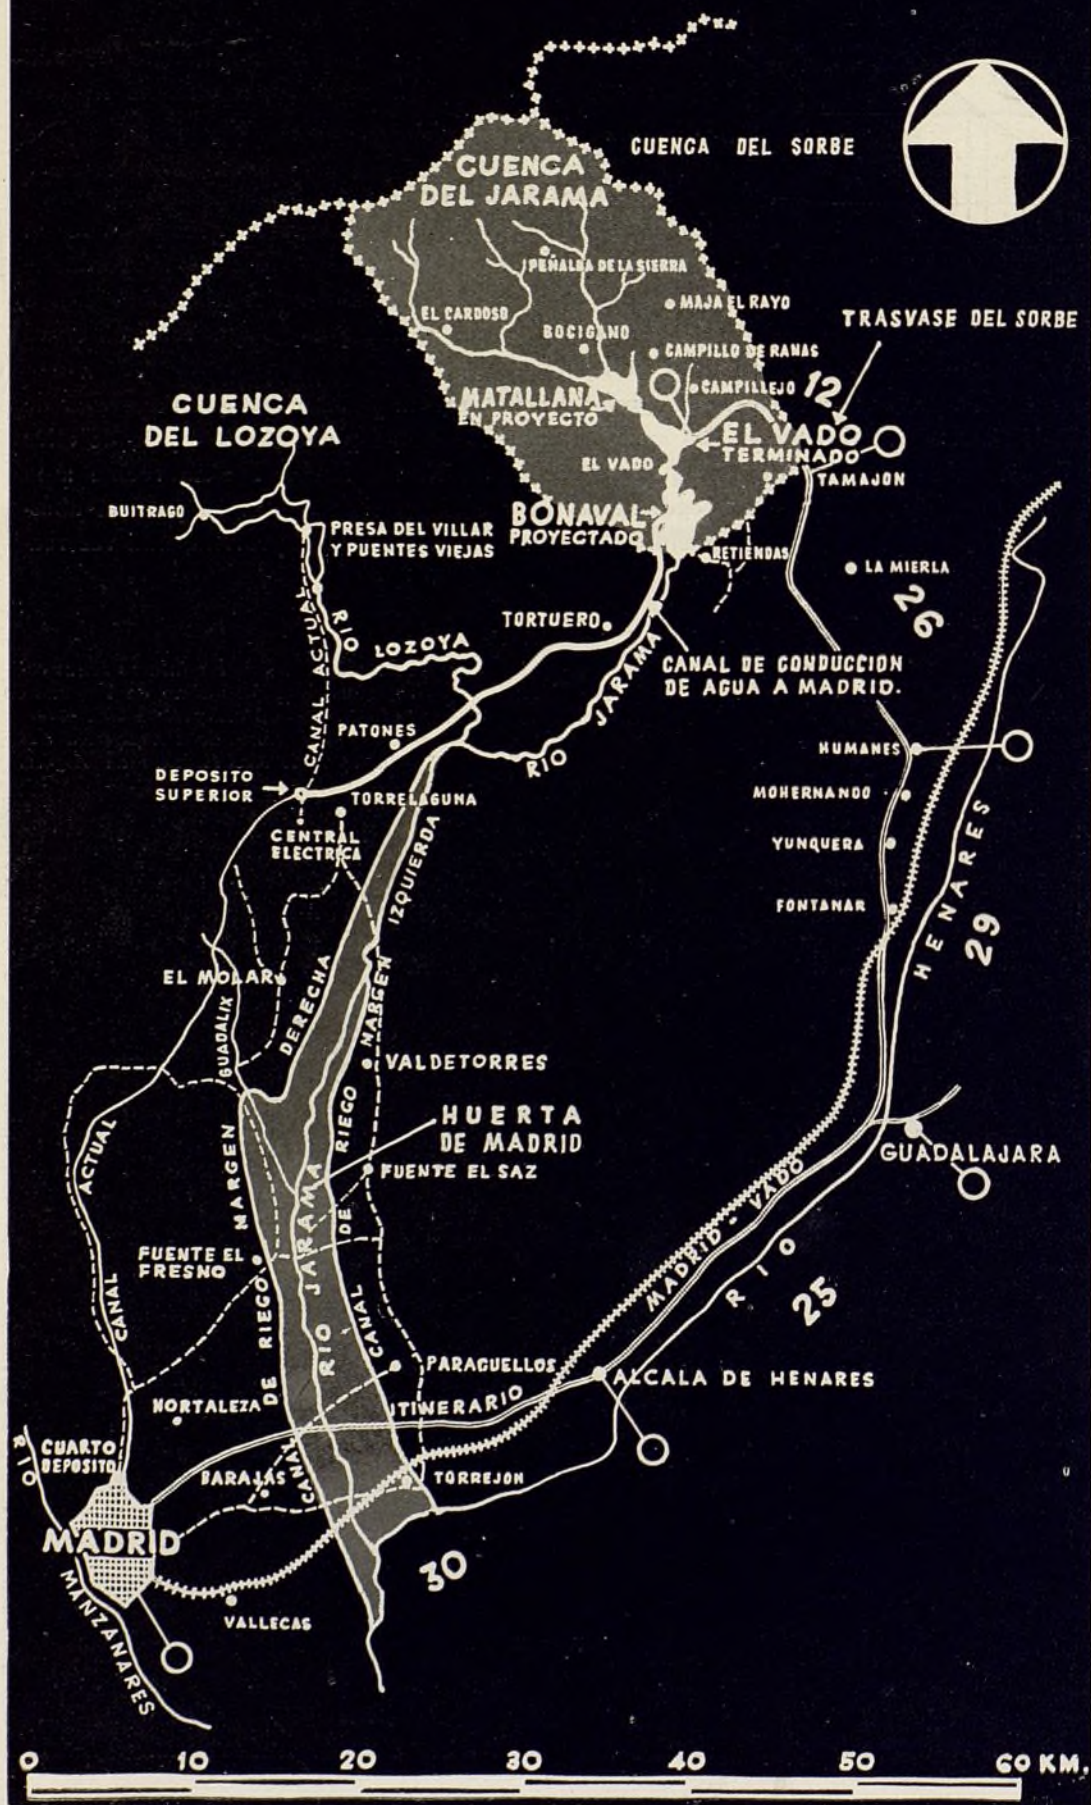 CUENCA DEL SORBE
CUENCA
DEL JARAMA
PEÑALBA DE LA SIERRA
MAJA EL RAYO
EL CARDOSO
TRASVASE DEL SORBE
BOCIGANO
CAMPILLO DE RANAS
CAMPILLEJO
12
MATALLANA
EN PROYECTO
CUENCA
DEL LOZOYA
EL VADO
TERMINADO
EL VADO
TAMAJON
BUITRAGO
BONAVAL
PROYECTADO
PRESA DEL VILLAR
Y PUENTES VIEJAS
RETIENDAS
LA MIERLA
26
CANAL ACTUAL
RIO
LOZOYA
TORTUERO
CANAL DE CONDUCCION
DE AGUA A MADRID.
RIO JARAMA
PATONES
HUMANES
DEPOSITO
SUPERIOR
TORRELAGUNA
MOHERNANDO
CENTRAL
ELECTRICA
YUNQUERA
FONTANAR
HENARES
29
EL MOLAR
GUADALIX
DERECHA
MARGEN IZQUIERDA
VALDETORRES
HUERTA
DE MADRID
GUADALAJARA
FUENTE EL SAZ
CANAL ACTUAL
MARGEN
DE RIEGO
CANAL
DE RIEGO
CANAL
RIO JARAMA
FUENTE EL
FRESNO
MADRID - VADO
RIO
25
PARACUELLOS
ITINERARIO
ALCALA DE HENARES
HORTALEZA
CUARTO
DEPOSITO
BARAJAS
TORREJON
RIO
MADRID
30
MANZANARES
VALLECAS
0 10 20 30 40 50 60 KM.